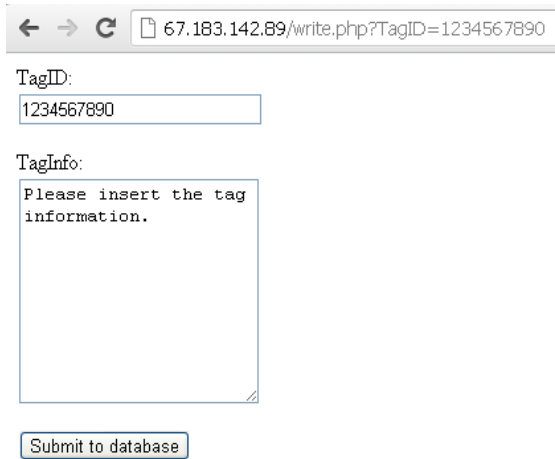 67.183.142.89/write.php?TagID=1234567890
TagID:
1234567890
TagInfo:
Please insert the tag
information.
Submit to database